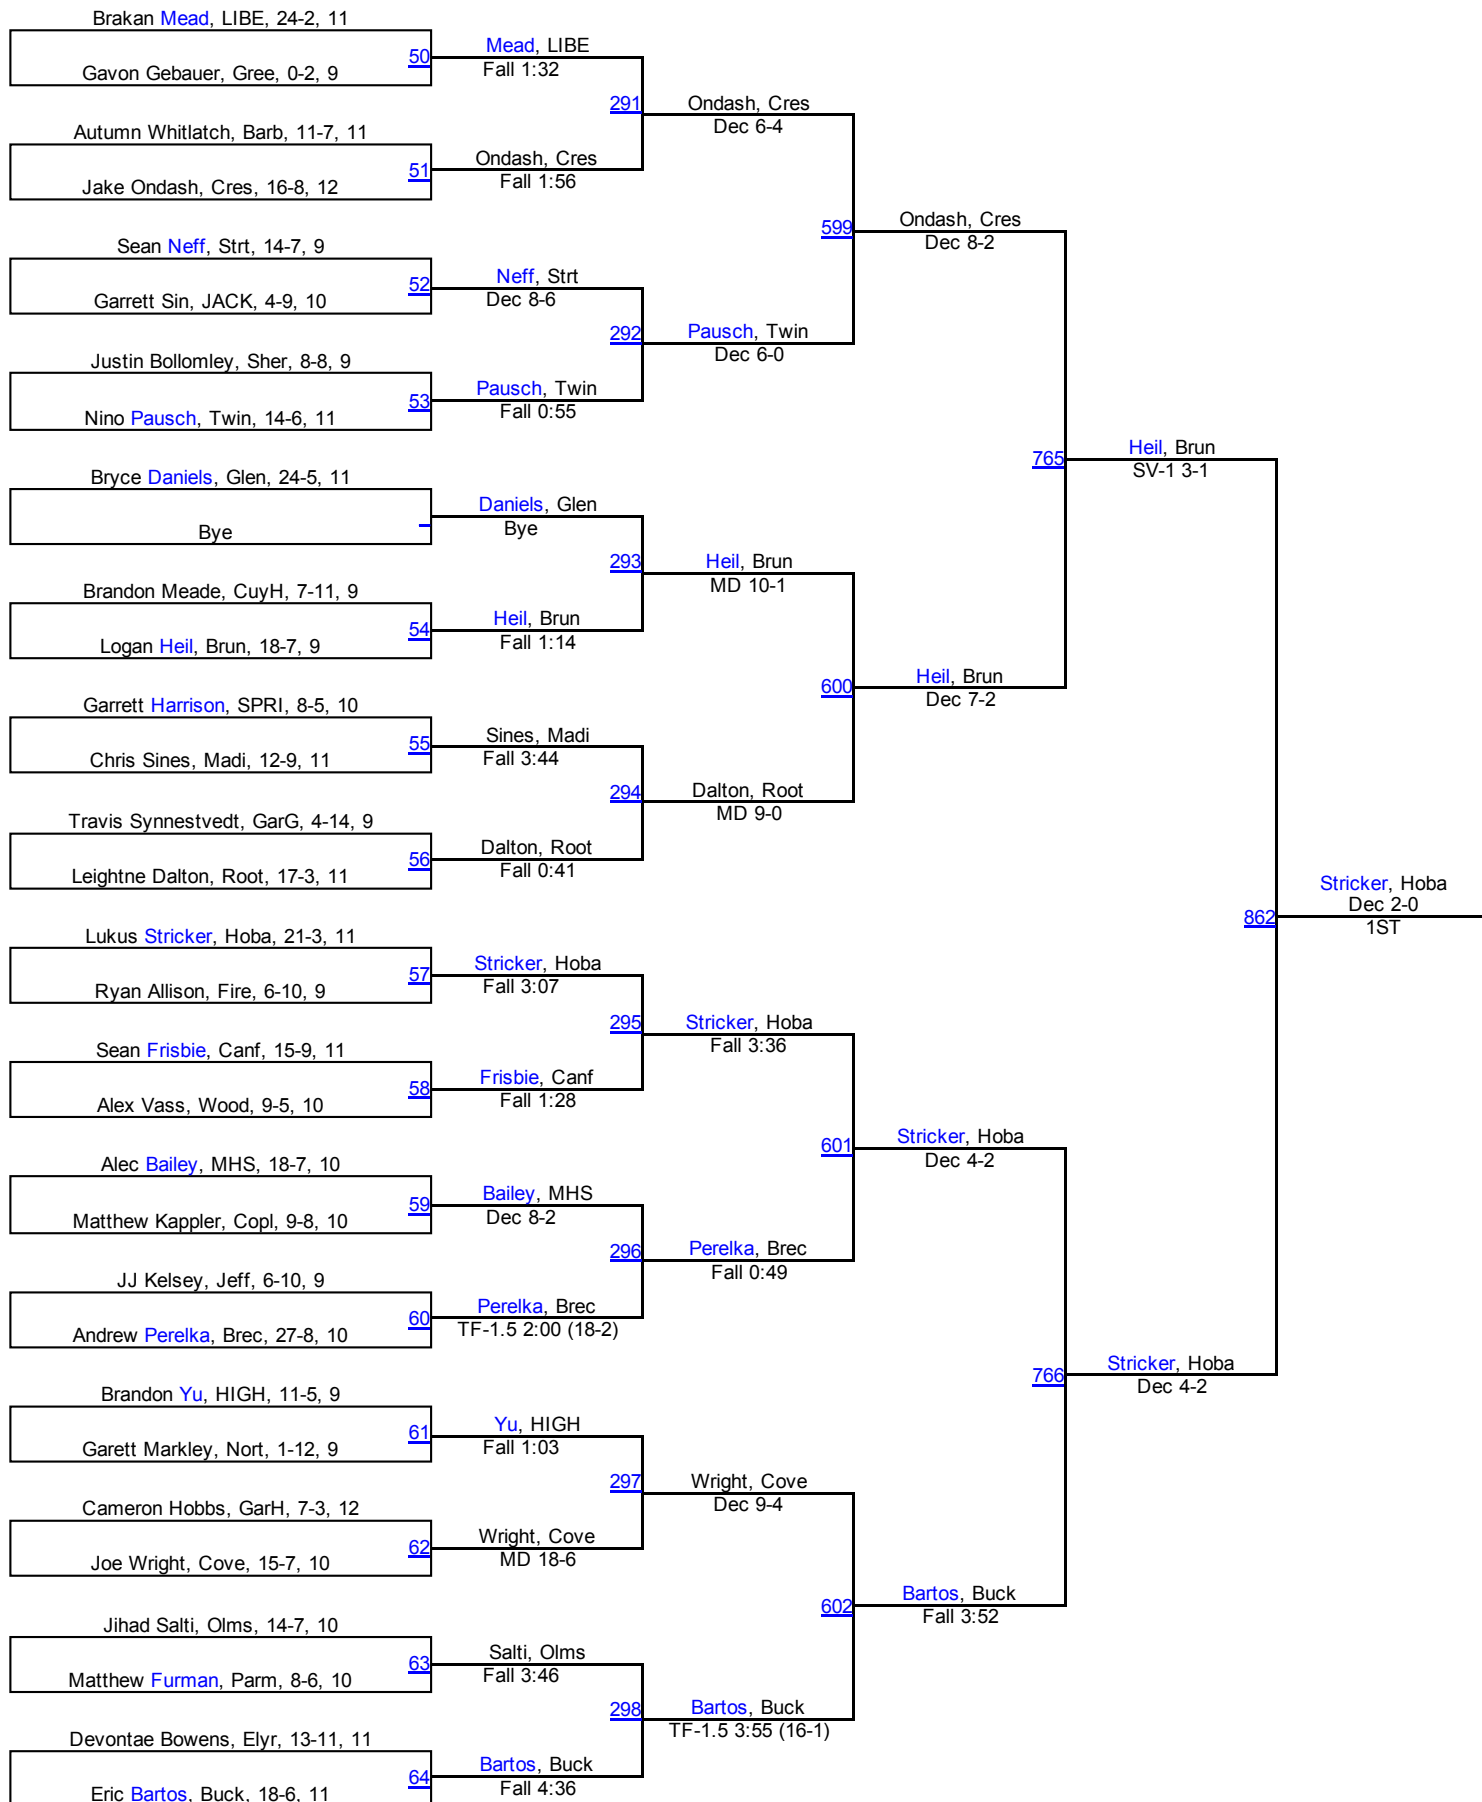 Brakan Mead, LIBE, 24-2, 11
50
Gavon Gebauer, Gree, 0-2, 9
Mead, LIBE
Fall 1:32
291
Ondash, Cres
Dec 6-4
Autumn Whitlatch, Barb, 11-7, 11
51
Jake Ondash, Cres, 16-8, 12
Ondash, Cres
Fall 1:56
599
Ondash, Cres
Dec 8-2
Sean Neff, Strt, 14-7, 9
52
Garrett Sin, JACK, 4-9, 10
Neff, Strt
Dec 8-6
292
Pausch, Twin
Dec 6-0
Justin Bollomley, Sher, 8-8, 9
53
Nino Pausch, Twin, 14-6, 11
Pausch, Twin
Fall 0:55
765
Heil, Brun
SV-1 3-1
Bryce Daniels, Glen, 24-5, 11
Bye
Daniels, Glen
Bye
293
Heil, Brun
MD 10-1
Brandon Meade, CuyH, 7-11, 9
54
Logan Heil, Brun, 18-7, 9
Heil, Brun
Fall 1:14
600
Heil, Brun
Dec 7-2
Garrett Harrison, SPRI, 8-5, 10
55
Chris Sines, Madi, 12-9, 11
Sines, Madi
Fall 3:44
294
Dalton, Root
MD 9-0
Travis Synnestvedt, GarG, 4-14, 9
56
Leightne Dalton, Root, 17-3, 11
Dalton, Root
Fall 0:41
862
Stricker, Hoba
Dec 2-0
1ST
Lukus Stricker, Hoba, 21-3, 11
57
Ryan Allison, Fire, 6-10, 9
Stricker, Hoba
Fall 3:07
295
Stricker, Hoba
Fall 3:36
Sean Frisbie, Canf, 15-9, 11
58
Alex Vass, Wood, 9-5, 10
Frisbie, Canf
Fall 1:28
601
Stricker, Hoba
Dec 4-2
Alec Bailey, MHS, 18-7, 10
59
Matthew Kappler, Copl, 9-8, 10
Bailey, MHS
Dec 8-2
296
Perelka, Brec
Fall 0:49
JJ Kelsey, Jeff, 6-10, 9
60
Andrew Perelka, Brec, 27-8, 10
Perelka, Brec
TF-1.5 2:00 (18-2)
766
Stricker, Hoba
Dec 4-2
Brandon Yu, HIGH, 11-5, 9
61
Garett Markley, Nort, 1-12, 9
Yu, HIGH
Fall 1:03
297
Wright, Cove
Dec 9-4
Cameron Hobbs, GarH, 7-3, 12
62
Joe Wright, Cove, 15-7, 10
Wright, Cove
MD 18-6
602
Bartos, Buck
Fall 3:52
Jihad Salti, Olms, 14-7, 10
63
Matthew Furman, Parm, 8-6, 10
Salti, Olms
Fall 3:46
298
Bartos, Buck
TF-1.5 3:55 (16-1)
Devontae Bowens, Elyr, 13-11, 11
64
Eric Bartos, Buck, 18-6, 11
Bartos, Buck
Fall 4:36